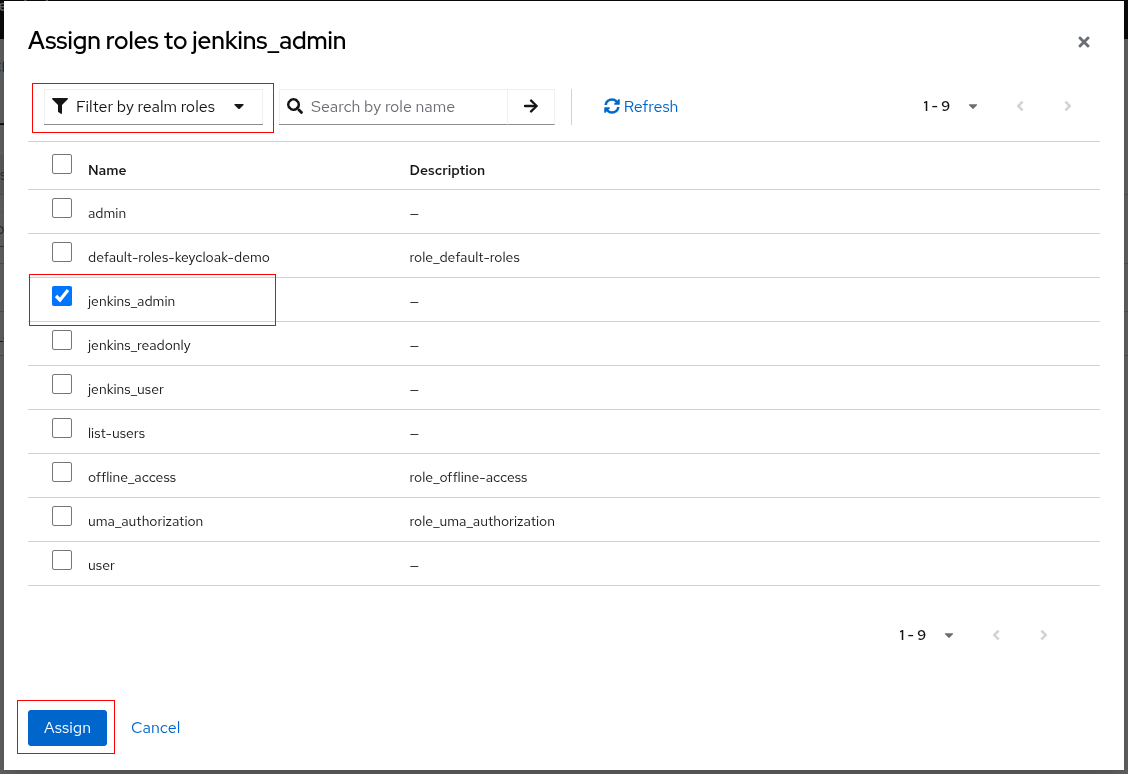 Assign roles to jenkins_admin
Filter by realm roles Search by role name Refresh 1 - 9
Name Description
admin –
default-roles-keycloak-demo role_default-roles
jenkins_admin –
jenkins_readonly –
jenkins_user –
list-users –
offline_access role_offline-access
uma_authorization role_uma_authorization
user –
1 - 9
Assign Cancel